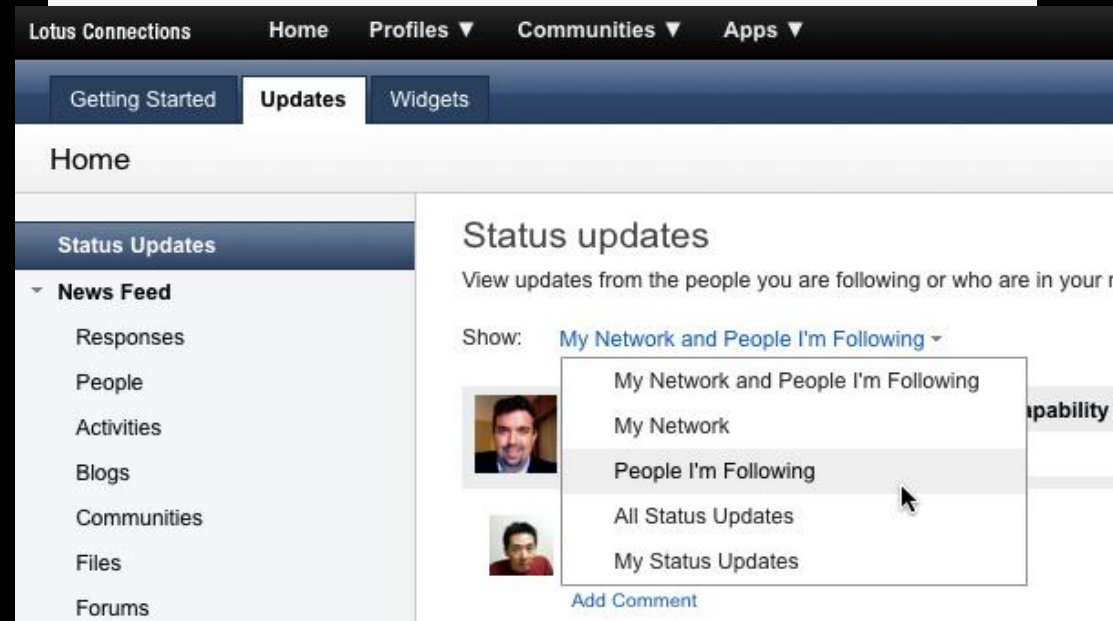 Lotus Connections Home Profiles ▼ Communities ▼ Apps ▼
Getting Started Updates Widgets
Home
Status Updates
News Feed
Responses
People
Activities
Blogs
Communities
Files
Forums
Status updates
View updates from the people you are following or who are in your
Show: My Network and People I'm Following
My Network and People I'm Following
My Network
People I'm Following
All Status Updates
My Status Updates
Add Comment